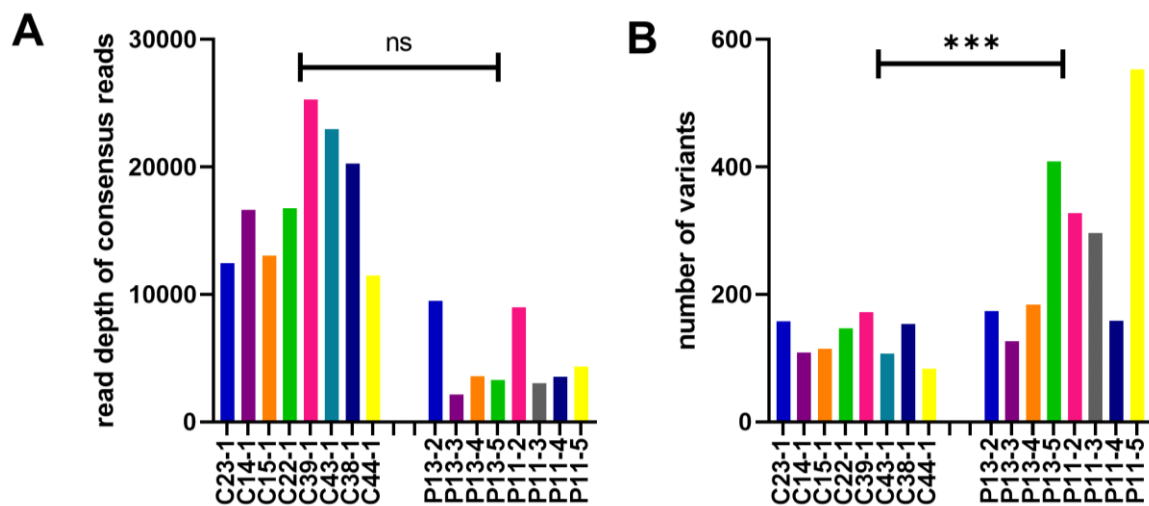 A
read depth of consensus reads
30000
20000
10000
0
ns
C23-1
C14-1
C15-1
C22-1
C39-1
C43-1
C38-1
C44-1
P13-2
P13-3
P13-4
P13-5
P11-2
P11-3
P11-4
P11-5
B
number of variants
600
400
200
0
***
C23-1
C14-1
C15-1
C22-1
C39-1
C43-1
C38-1
C44-1
P13-2
P13-3
P13-4
P13-5
P11-2
P11-3
P11-4
P11-5